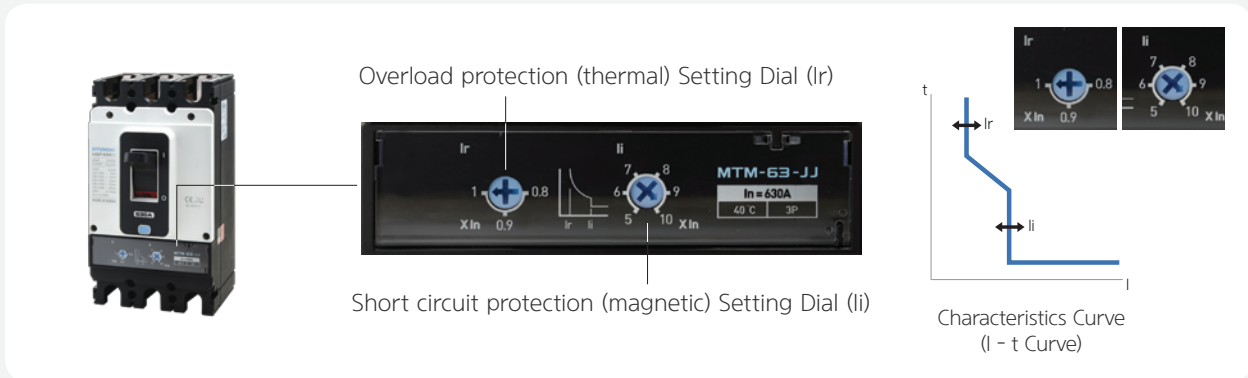 Overload protection (thermal) Setting Dial (Ir)
Ir
1
0.8
X In 0.9
Ir Ii
Ii
7 8
6 9
5 10 X In
MTM-63-JJ
In = 630A
40°C 3P
Short circuit protection (magnetic) Setting Dial (Ii)
HYUNDAI
I
O
630A
CE
t
Ir
Ii
I
Ir
1 0.8
X In 0.9
Ii
7 8
6 9
5 10 X In
Characteristics Curve
(I - t Curve)